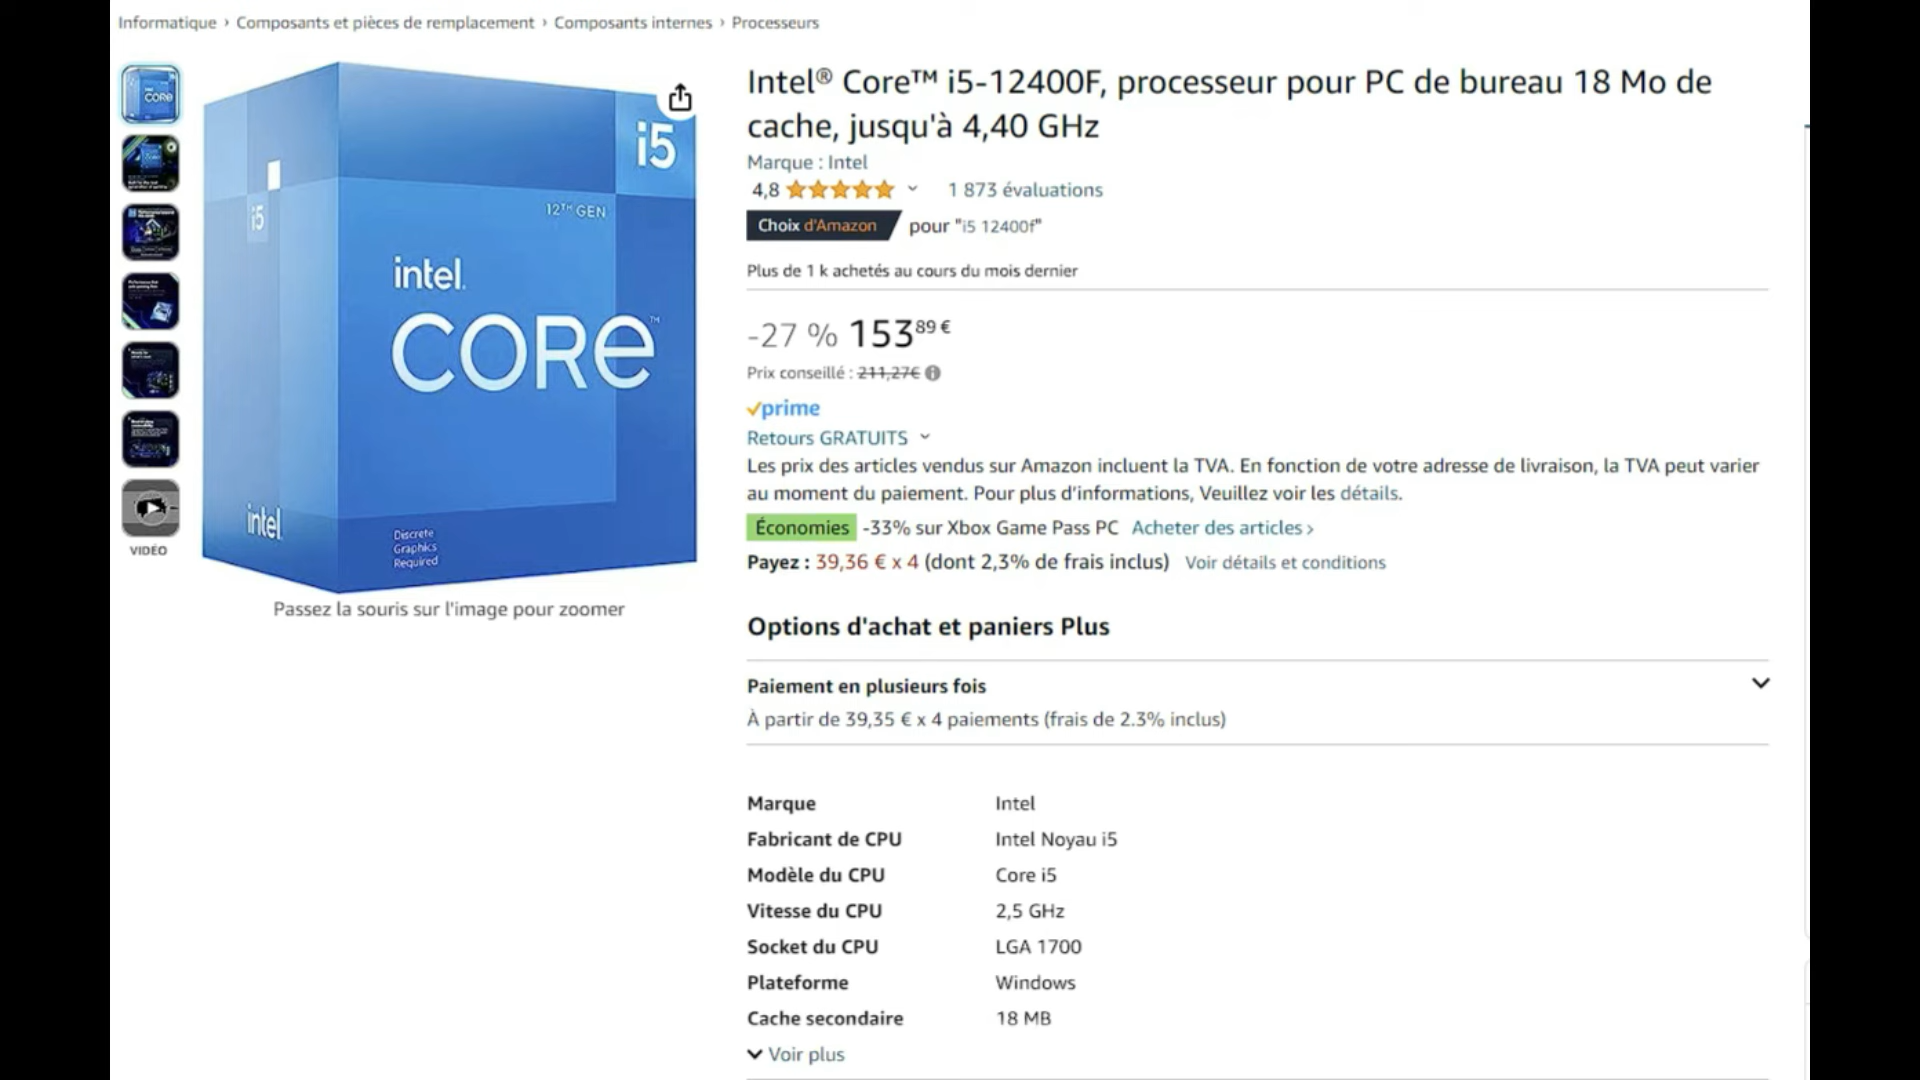 Informatique › Composants et pièces de remplacement › Composants internes › Processeurs
CORE
i5
i5
12TH GEN
intel.
CORE™
intel.
Discrete
Graphics
Required
VIDÉO
Passez la souris sur l'image pour zoomer
Intel® Core™ i5-12400F, processeur pour PC de bureau 18 Mo de
cache, jusqu'à 4,40 GHz
Marque : Intel
4,8 1 873 évaluations
Choix d'Amazon pour "i5 12400f"
Plus de 1 k achetés au cours du mois dernier
-27 % 153 89 €
Prix conseillé : 211,27€
prime
Retours GRATUITS
Les prix des articles vendus sur Amazon incluent la TVA. En fonction de votre adresse de livraison, la TVA peut varier
au moment du paiement. Pour plus d'informations, Veuillez voir les détails.
Économies -33% sur Xbox Game Pass PC Acheter des articles ›
Payez : 39,36 € x 4 (dont 2,3% de frais inclus) Voir détails et conditions
Options d'achat et paniers Plus
Paiement en plusieurs fois
À partir de 39,35 € x 4 paiements (frais de 2.3% inclus)
Marque Intel
Fabricant de CPU Intel Noyau i5
Modèle du CPU Core i5
Vitesse du CPU 2,5 GHz
Socket du CPU LGA 1700
Plateforme Windows
Cache secondaire 18 MB
Voir plus